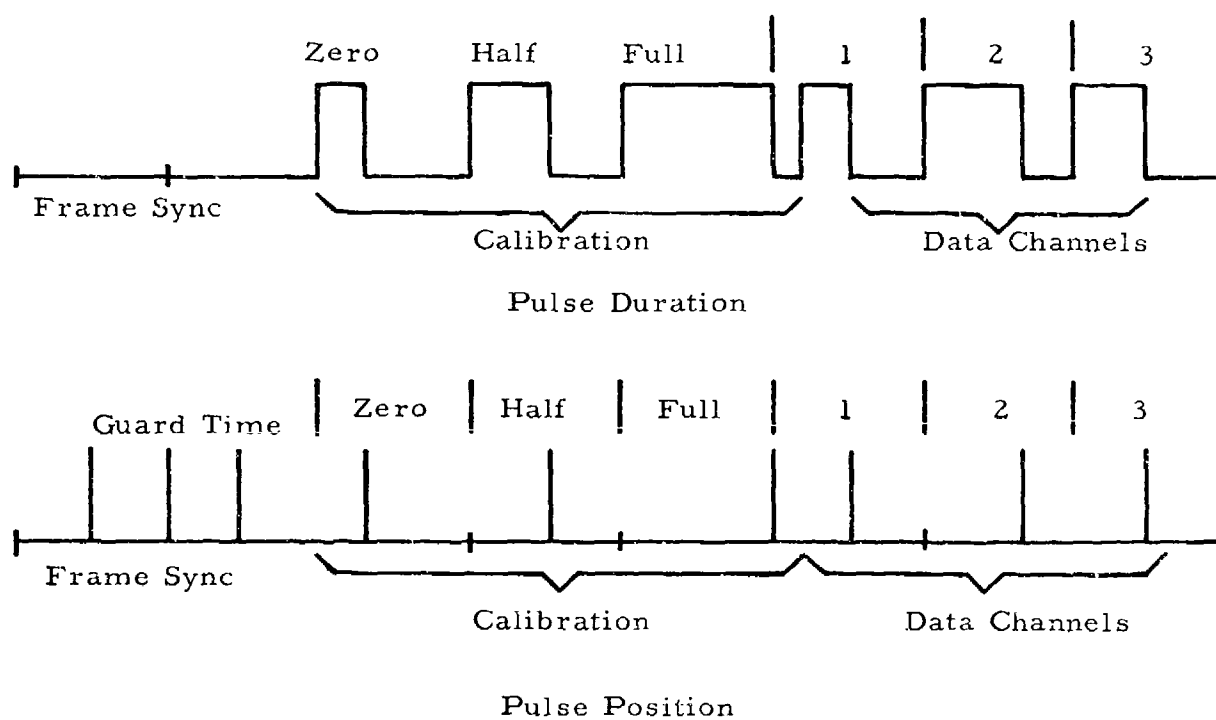 Zero Half Full 1 2 3
Frame Sync
Calibration Data Channels
Pulse Duration
Guard Time Zero Half Full 1 2 3
Frame Sync
Calibration Data Channels
Pulse Position